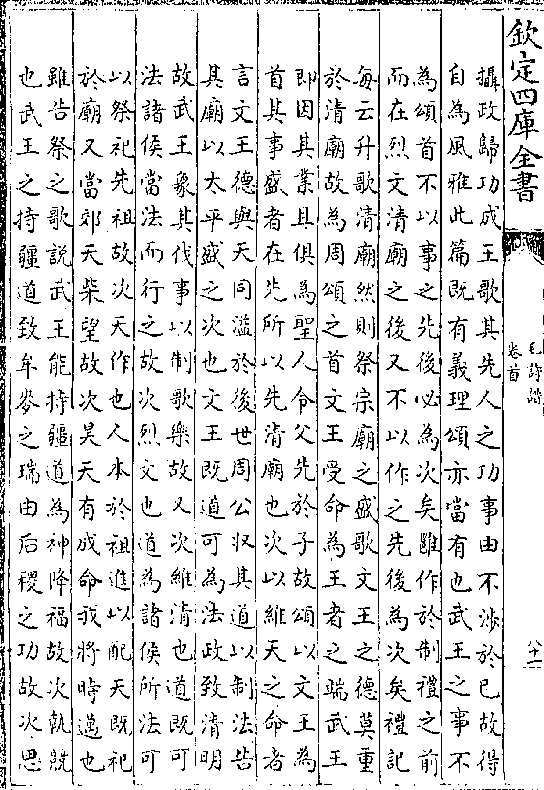 欽定四庫全書
毛詩譜
卷首
八十二
攝政歸功成王歌其先人之功事由不涉於已故得
自為風雅此篇既有義理頌亦當有也武王之事不
為頌首不以事之先後必為次矣雖作於制禮之前
而在烈文清廟之後又不以作之先後為次矣禮記
每云升歌清廟然則祭宗廟之盛歌文王之德莫重
於清廟故為周頌之首文王受命為王者之端武王
即因其業且俱為聖人令父先於子故頌以文王為
首其事盛者在先所以先清廟也次以維天之命者
言文王德與天同溢於後世周公収其道以制法告
其廟以太平盛之次也文王既道可為法政致清明
故武王象其伐事以制歌樂故又次維清也道既可
法諸侯當法而行之故次烈文也道為諸侯所法可
以祭祀先祖故次天作也人本於祖進以配天既祀
於廟又當郊天柴望故次昊天有成命我將時邁也
雖告祭之歌說武王能持彊道為神降福故次執競
也武王之持彊道致牟麥之瑞由后稷之功故次思